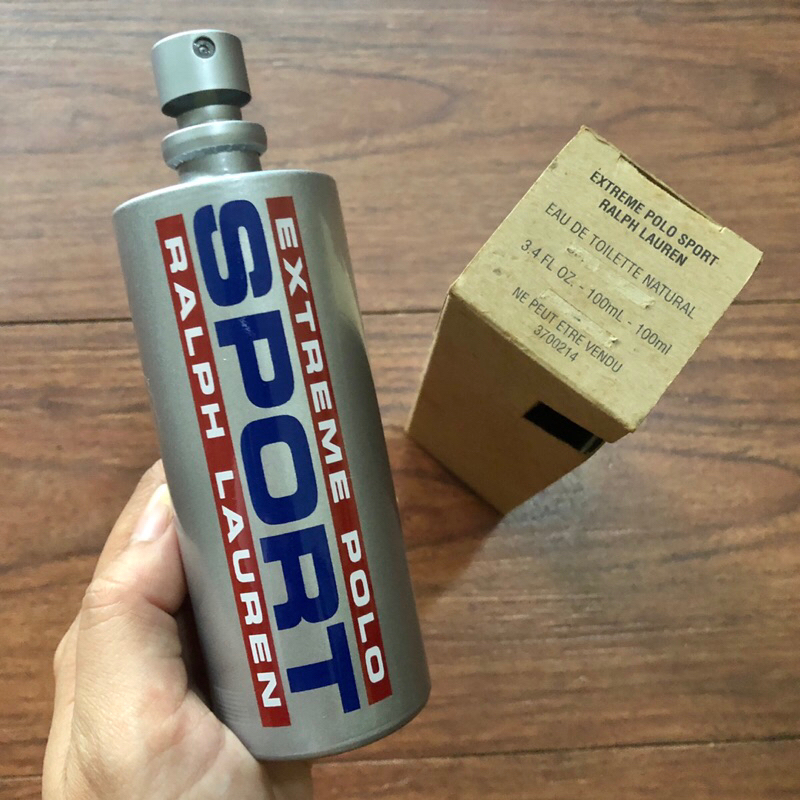 EXTREME POLO
SPORT
RALPH LAUREN
EXTREME POLO SPORT
RALPH LAUREN
EAU DE TOILETTE NATURAL
3.4 FL OZ. - 100mL - 100ml
NE PEUT ETRE VENDU
3700214